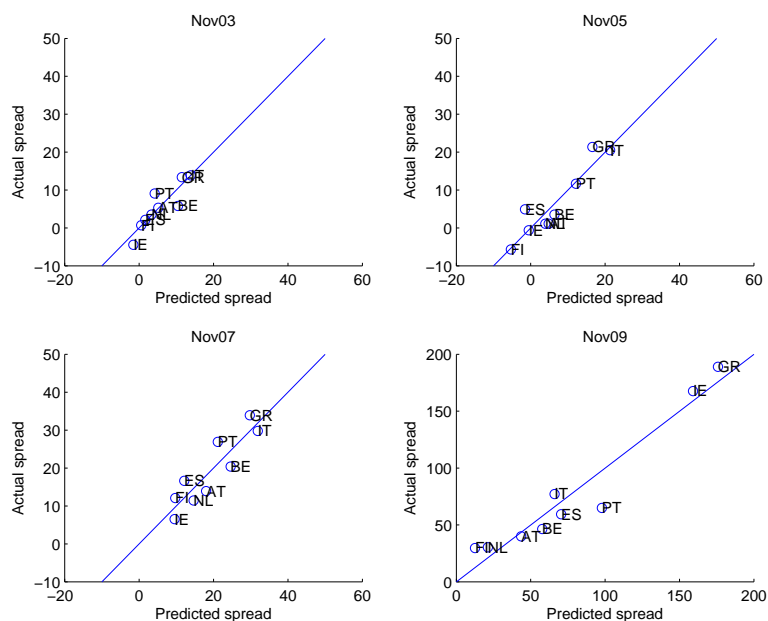 Nov03
50
40
30
20
10
0
−10
Actual spread
GR
IT
PT
AT
BE
NL
ES
FI
IE
−20
0
20
40
60
Predicted spread
Nov05
50
40
30
20
10
0
−10
Actual spread
GR
IT
PT
ES
BE
NL
AT
IE
FI
−20
0
20
40
60
Predicted spread
Nov07
50
40
30
20
10
0
−10
Actual spread
GR
IT
PT
BE
ES
AT
FI
NL
IE
−20
0
20
40
60
Predicted spread
Nov09
200
150
100
50
0
Actual spread
GR
IE
IT
PT
ES
BE
AT
FI
NL
0
50
100
150
200
Predicted spread